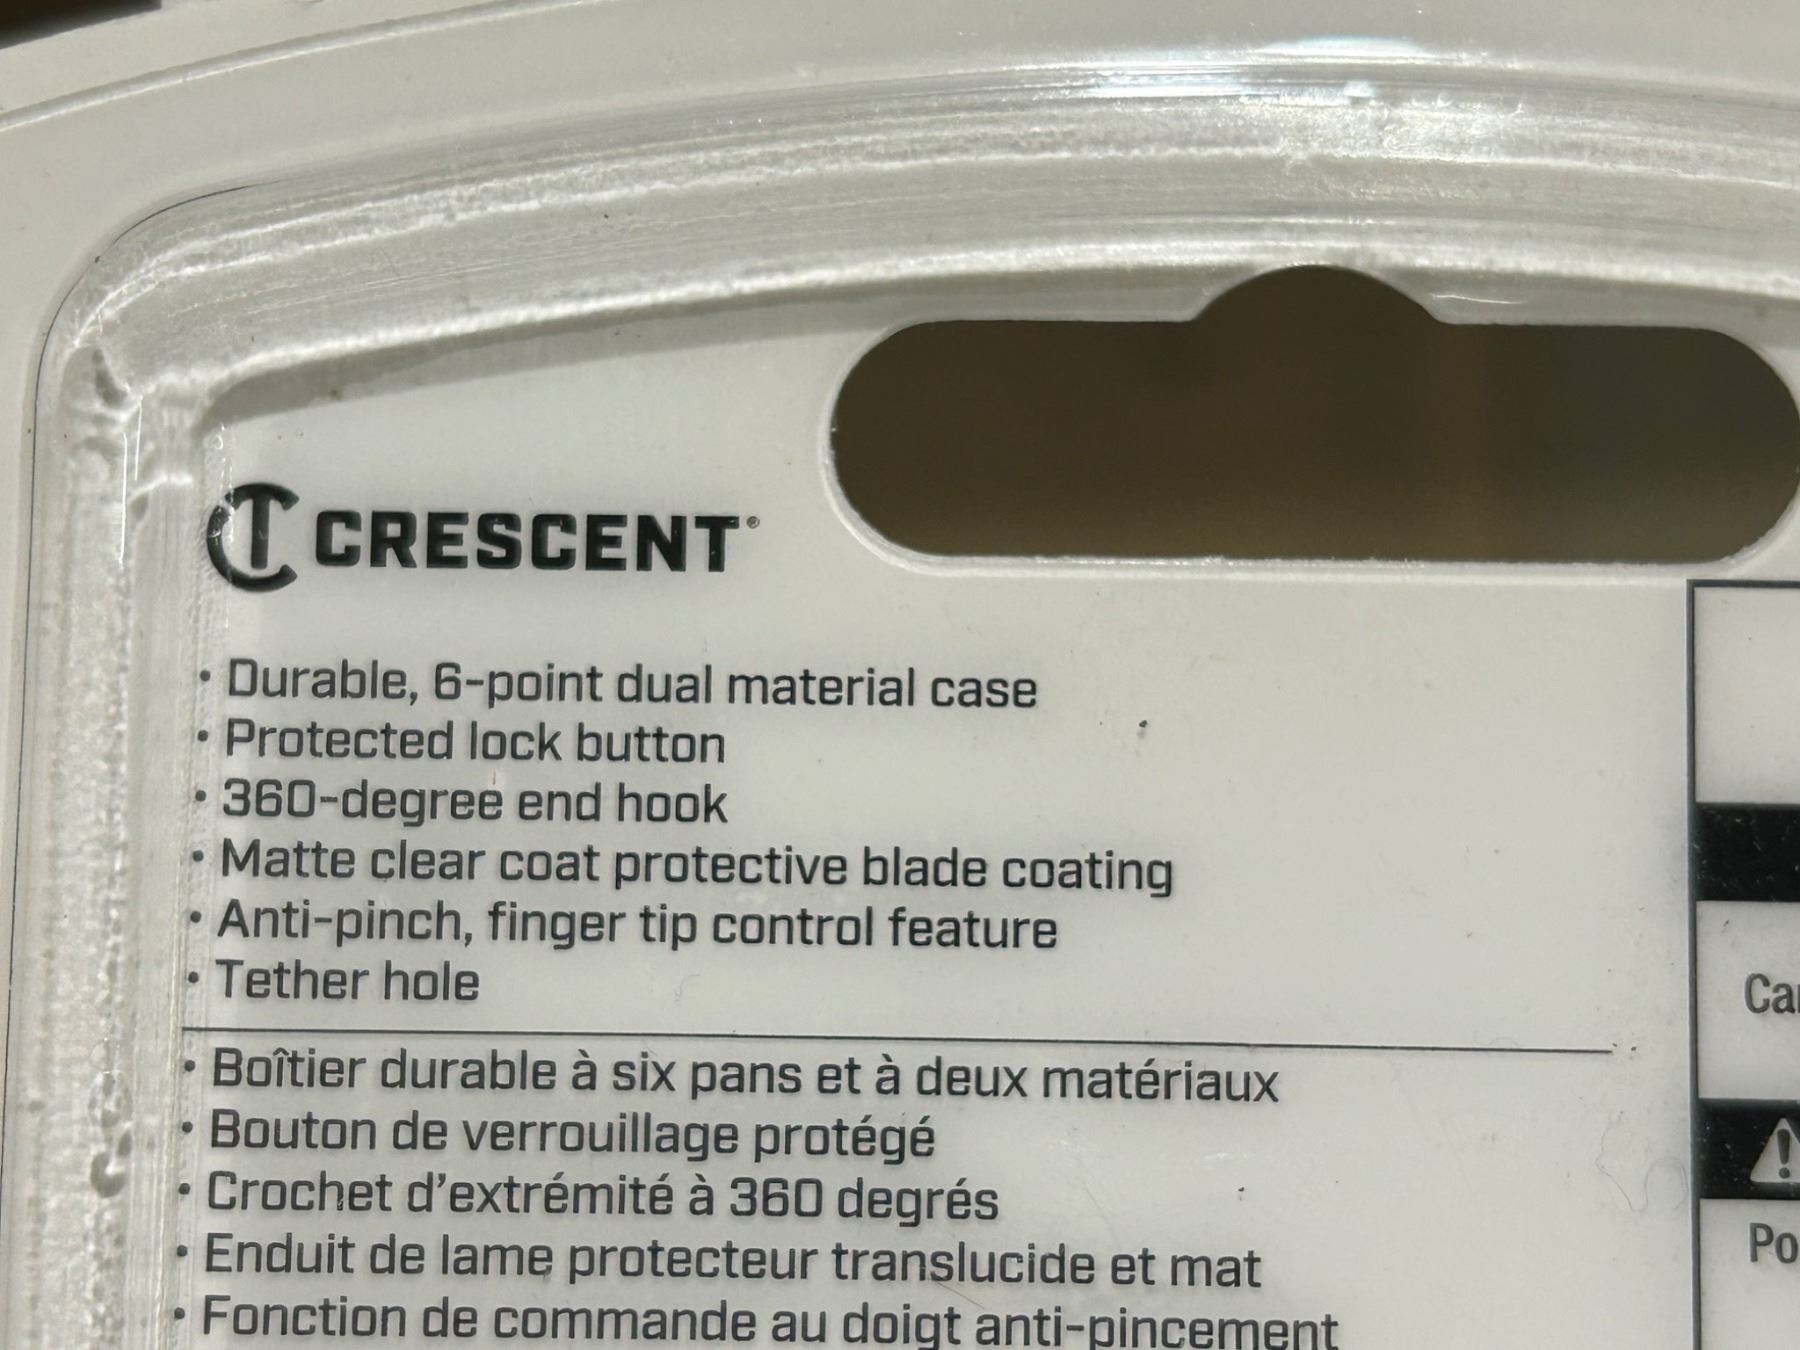 CRESCENT®
• Durable, 6-point dual material case
• Protected lock button
• 360-degree end hook
• Matte clear coat protective blade coating
• Anti-pinch, finger tip control feature
• Tether hole
• Boîtier durable à six pans et à deux matériaux
• Bouton de verrouillage protégé
• Crochet d'extrémité à 360 degrés
• Enduit de lame protecteur translucide et mat
• Fonction de commande au doigt anti-pincement